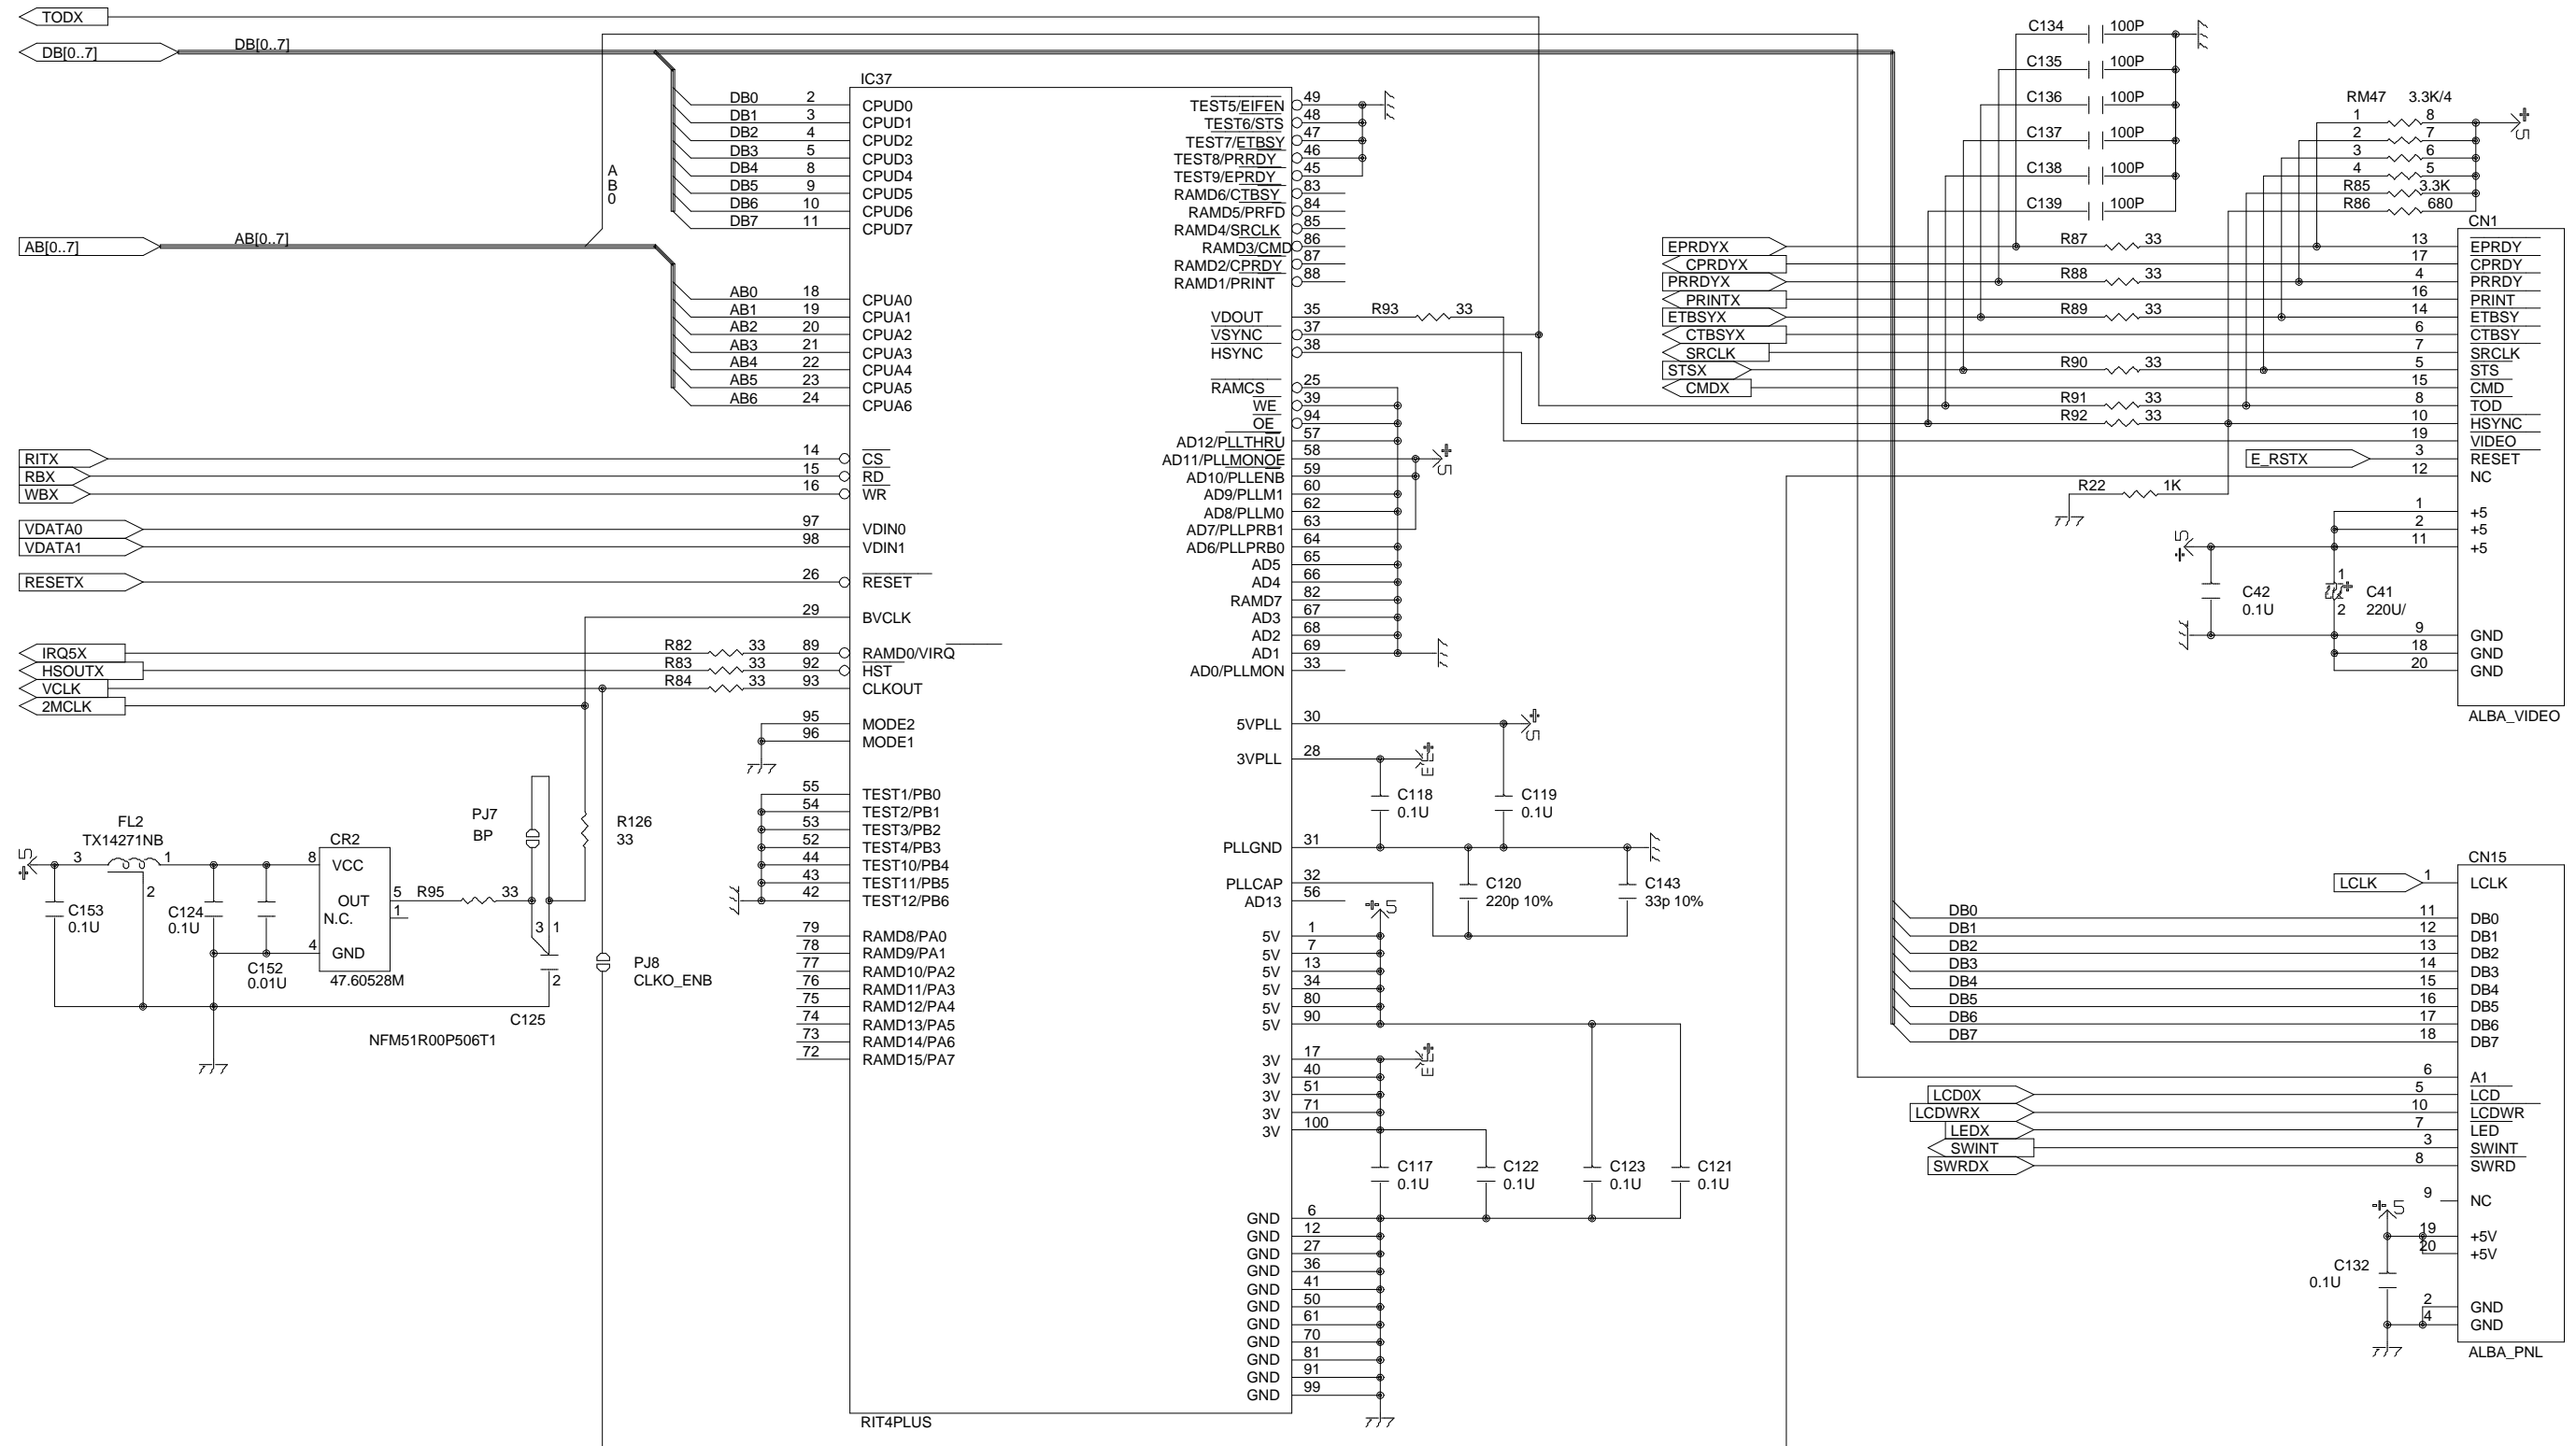 TODX
DB[0..7]
DB[0..7]
AB0
AB[0..7]
AB[0..7]
RITX
RBX
WBX
VDATA0
VDATA1
RESETX
IRQ5X
HSOUTX
VCLK
2MCLK
R82 33
R83 33
R84 33
IC37
DB0 2 CPUD0
DB1 3 CPUD1
DB2 4 CPUD2
DB3 5 CPUD3
DB4 8 CPUD4
DB5 9 CPUD5
DB6 10 CPUD6
DB7 11 CPUD7
AB0 18 CPUA0
AB1 19 CPUA1
AB2 20 CPUA2
AB3 21 CPUA3
AB4 22 CPUA4
AB5 23 CPUA5
AB6 24 CPUA6
14 CS
15 RD
16 WR
97 VDIN0
98 VDIN1
26 RESET
29 BVCLK
89 RAMD0/VIRQ
92 HST
93 CLKOUT
95 MODE2
96 MODE1
55 TEST1/PB0
54 TEST2/PB1
53 TEST3/PB2
52 TEST4/PB3
44 TEST10/PB4
43 TEST11/PB5
42 TEST12/PB6
79 RAMD8/PA0
78 RAMD9/PA1
77 RAMD10/PA2
76 RAMD11/PA3
75 RAMD12/PA4
74 RAMD13/PA5
73 RAMD14/PA6
72 RAMD15/PA7
RIT4PLUS
+5
FL2
TX14271NB
3 1
2
C153
0.1U
C124
0.1U
C152
0.01U
CR2
8 VCC
OUT 5
N.C. 1
4 GND
47.60528M
R95 33
PJ7
BP
3 1
2
C125
NFM51R00P506T1
R126
33
PJ8
CLKO_ENB
TEST5/EIFEN 49
TEST6/STS 48
TEST7/ETBSY 47
TEST8/PRRDY 46
TEST9/EPRDY 45
RAMD6/CTBSY 83
RAMD5/PRFD 84
RAMD4/SRCLK 85
RAMD3/CMD 86
RAMD2/CPRDY 87
RAMD1/PRINT 88
VDOUT 35
VSYNC 37
HSYNC 38
R93 33
RAMCS 25
WE 39
OE 94
AD12/PLLTHRU 57
AD11/PLLMONOE 58
AD10/PLLENB 59
AD9/PLLM1 60
AD8/PLLM0 62
AD7/PLLPRB1 63
AD6/PLLPRB0 64
AD5 65
AD4 66
RAMD7 82
AD3 67
AD2 68
AD1 69
AD0/PLLMON 33
+5
5VPLL 30
+5
3VPLL 28
C118
0.1U
C119
0.1U
PLLGND 31
PLLCAP 32
AD13 56
C120
220p 10%
C143
33p 10%
+5
5V 1
5V 7
5V 13
5V 34
5V 80
5V 90
3V 17
3V 40
3V 51
3V 71
3V 100
C117
0.1U
C122
0.1U
C123
0.1U
C121
0.1U
GND 6
GND 12
GND 27
GND 36
GND 41
GND 50
GND 61
GND 70
GND 81
GND 91
GND 99
C134 100P
C135 100P
C136 100P
C137 100P
C138 100P
C139 100P
RM47 3.3K/4
1 8
2 7
3 6
4 5
R85 3.3K
R86 680
+5
EPRDYX
CPRDYX
PRRDYX
PRINTX
ETBSYX
CTBSYX
SRCLK
STSX
CMDX
R87 33
R88 33
R89 33
R90 33
R91 33
R92 33
E_RSTX
R22 1K
CN1
13 EPRDY
17 CPRDY
4 PRRDY
16 PRINT
14 ETBSY
6 CTBSY
7 SRCLK
5 STS
15 CMD
8 TOD
10 HSYNC
19 VIDEO
3 RESET
12 NC
1 +5
2 +5
11 +5
9 GND
18 GND
20 GND
ALBA_VIDEO
+5
C42
0.1U
1
2
C41
220U/
CN15
LCLK 1 LCLK
DB0 11 DB0
DB1 12 DB1
DB2 13 DB2
DB3 14 DB3
DB4 15 DB4
DB5 16 DB5
DB6 17 DB6
DB7 18 DB7
6 A1
LCD0X 5 LCD
LCDWRX 10 LCDWR
LEDX 7 LED
SWINT 3 SWINT
SWRDX 8 SWRD
9 NC
+5
19 +5V
20 +5V
C132
0.1U
2 GND
4 GND
ALBA_PNL